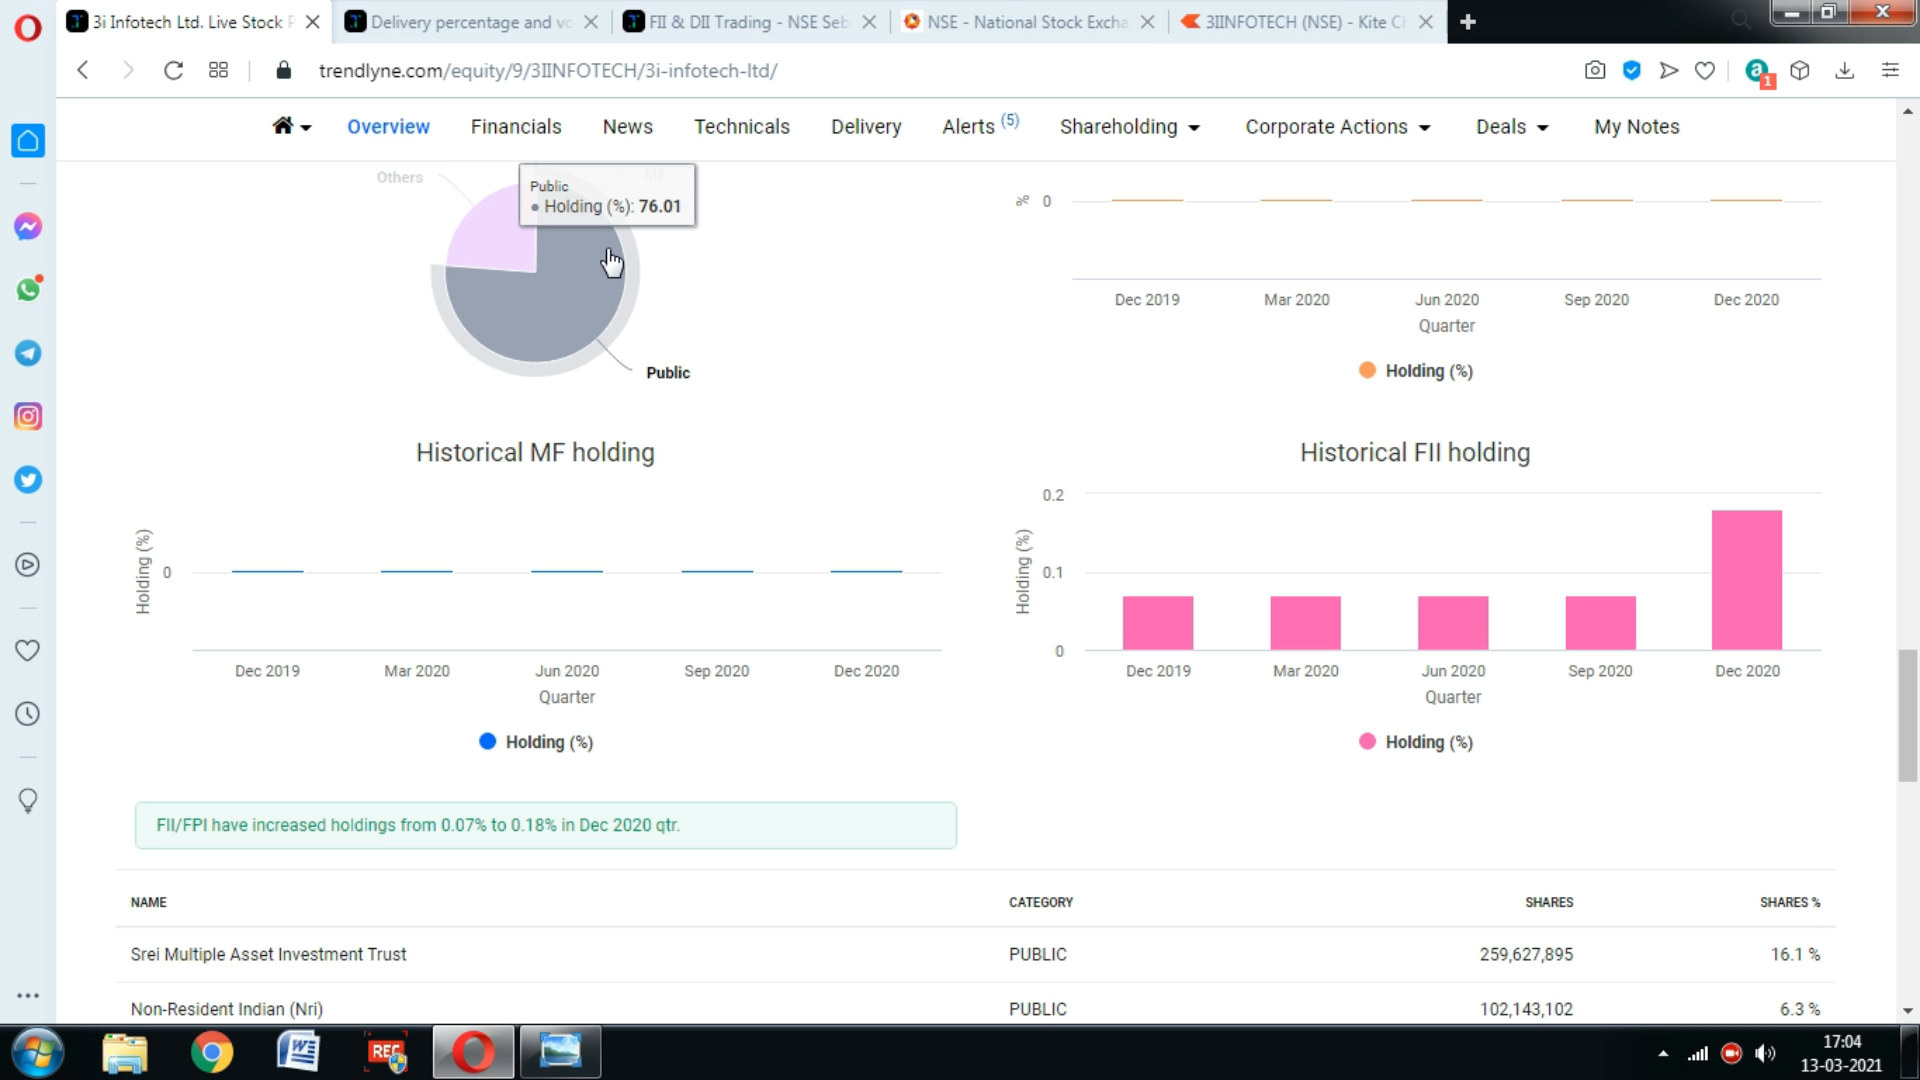 3i Infotech Ltd. Live Stock P
Delivery percentage and vo
FII & DII Trading - NSE Seb
NSE - National Stock Excha
3IINFOTECH (NSE) - Kite Ch
trendlyne.com/equity/9/3IINFOTECH/3i-infotech-ltd/
a
1
Overview
Financials
News
Technicals
Delivery
Alerts (5)
Shareholding
Corporate Actions
Deals
My Notes
Others
MF
Public
Holding (%): 76.01
Public
0
Dec 2019
Mar 2020
Jun 2020
Sep 2020
Dec 2020
Quarter
Holding (%)
Historical MF holding
Holding (%)
0
Dec 2019
Mar 2020
Jun 2020
Sep 2020
Dec 2020
Quarter
Holding (%)
Historical FII holding
Holding (%)
0.2
0.1
0
Dec 2019
Mar 2020
Jun 2020
Sep 2020
Dec 2020
Quarter
Holding (%)
FII/FPI have increased holdings from 0.07% to 0.18% in Dec 2020 qtr.
NAME CATEGORY SHARES SHARES %
Srei Multiple Asset Investment Trust PUBLIC 259,627,895 16.1 %
Non-Resident Indian (Nri) PUBLIC 102,143,102 6.3 %
REC
17:04
13-03-2021